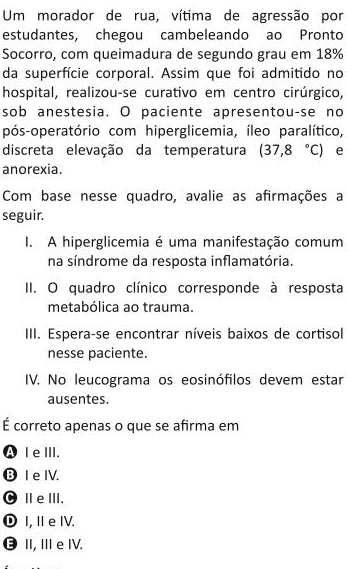 Um morador de rua, vítima de agressão por
estudantes, chegou cambeleando ao Pronto
Socorro, com queimadura de segundo grau em 18%
da superfície corporal. Assim que foi admitido no
hospital, realizou-se curativo em centro cirúrgico,
sob anestesia. O paciente apresentou-se no
pós-operatório com hiperglicemia, íleo paralítico,
discreta elevação da temperatura (37,8 °C) e
anorexia.
Com base nesse quadro, avalie as afirmações a
seguir.
I. A hiperglicemia é uma manifestação comum
na síndrome da resposta inflamatória.
II. O quadro clínico corresponde à resposta
metabólica ao trauma.
III. Espera-se encontrar níveis baixos de cortisol
nesse paciente.
IV. No leucograma os eosinófilos devem estar
ausentes.
É correto apenas o que se afirma em
A I e III.
B I e IV.
C II e III.
D I, II e IV.
E II, III e IV.